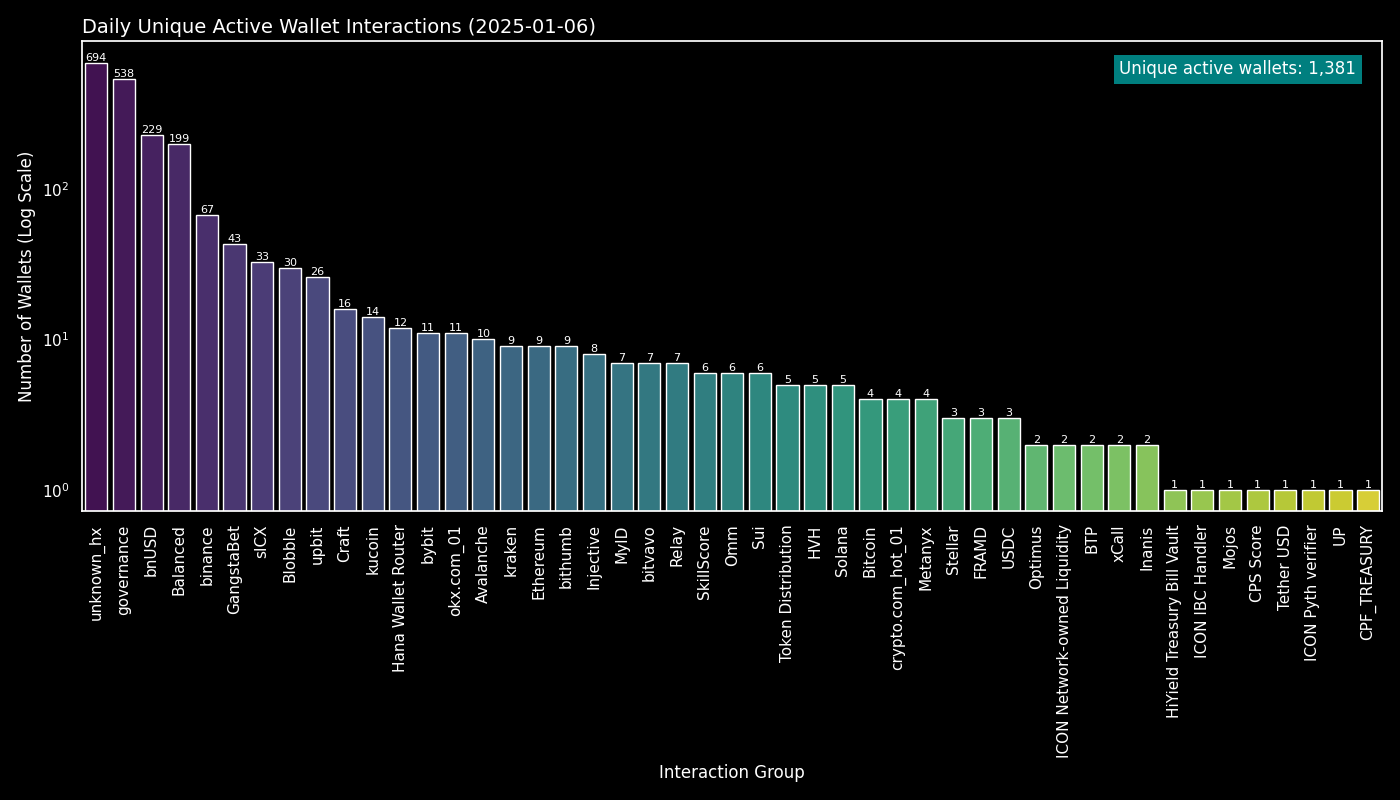 Daily Unique Active Wallet Interactions (2025-01-06)
Unique active wallets: 1,381
Number of Wallets (Log Scale)
10²
10¹
10⁰
694
538
229
199
67
43
33
30
26
16
14
12
11
11
10
9
9
9
8
7
7
7
6
6
6
5
5
5
4
4
4
3
3
3
2
2
2
2
2
1
1
1
1
1
1
1
1
unknown_hx
governance
bnUSD
Balanced
binance
GangstaBet
sICX
Blobble
upbit
Craft
kucoin
Hana Wallet Router
bybit
okx.com_01
Avalanche
kraken
Ethereum
bithumb
Injective
MyID
bitvavo
Relay
SkillScore
Omm
Sui
Token Distribution
HVH
Solana
Bitcoin
crypto.com_hot_01
Metanyx
Stellar
FRAMD
USDC
Optimus
ICON Network-owned Liquidity
BTP
xCall
Inanis
HiYield Treasury Bill Vault
ICON IBC Handler
Mojos
CPS Score
Tether USD
ICON Pyth verifier
UP
CPF_TREASURY
Interaction Group